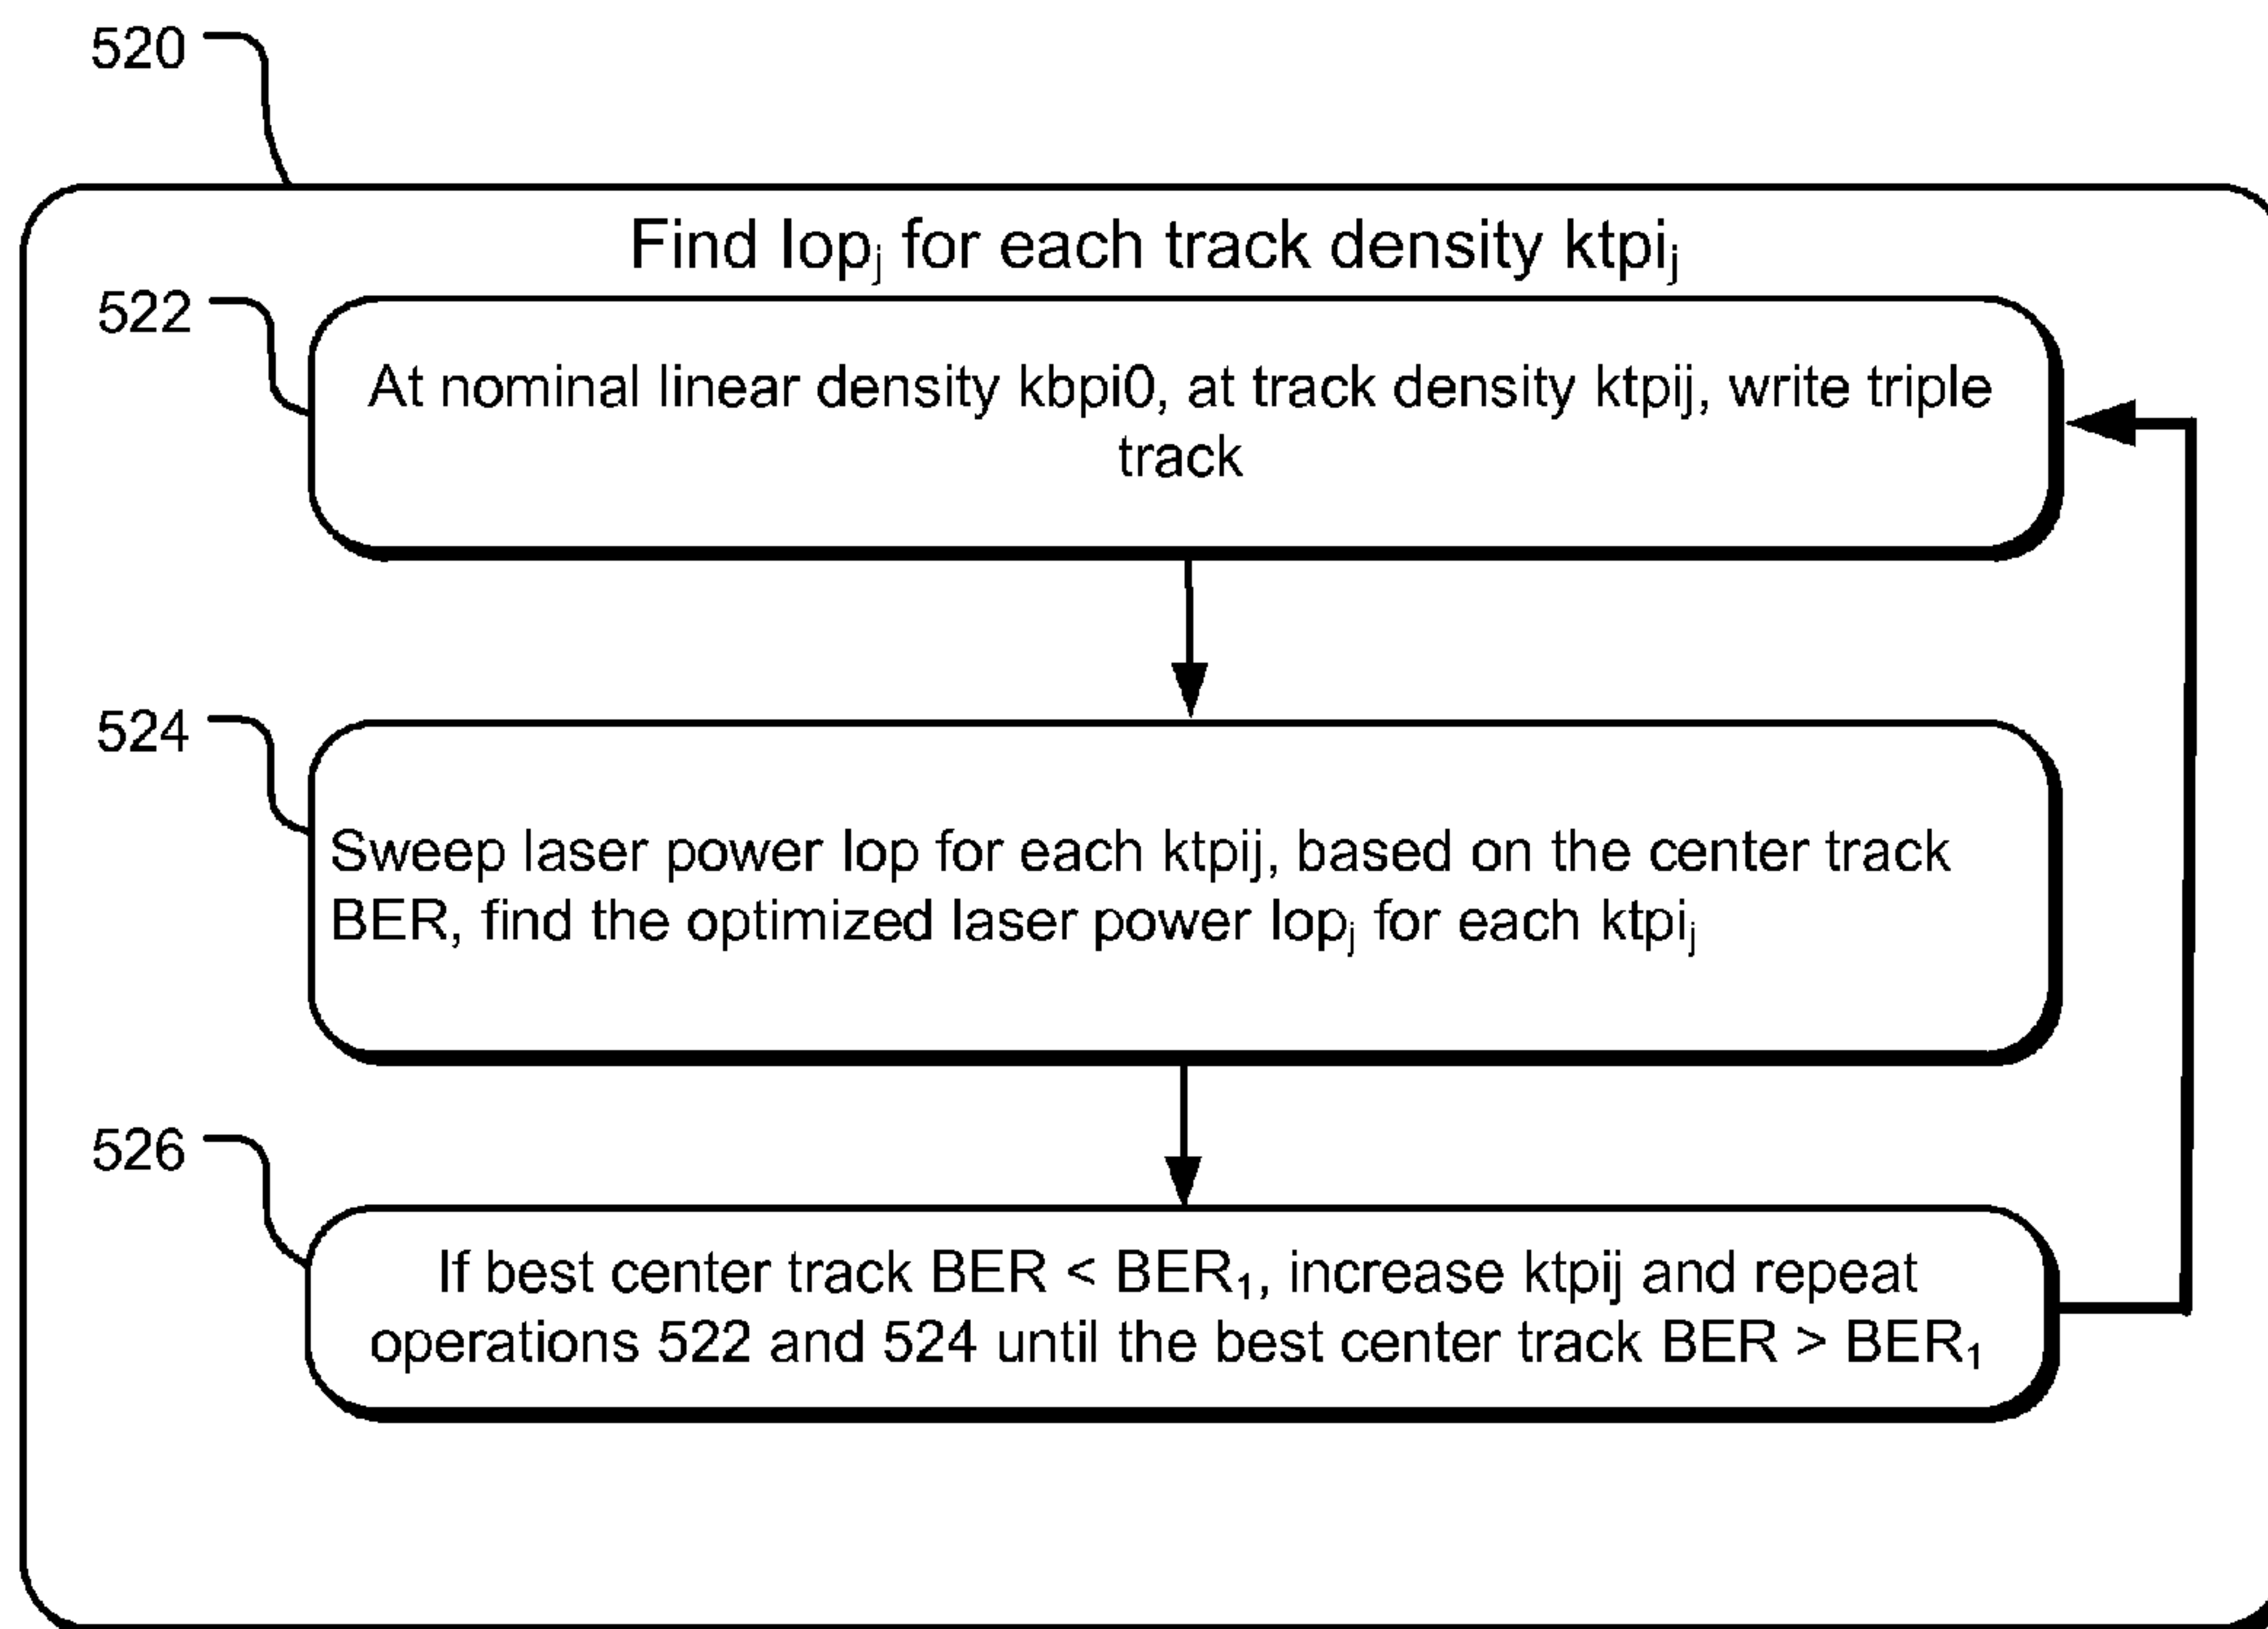 520
Find Iopⱼ for each track density ktpiⱼ
522
At nominal linear density kbpi0, at track density ktpij, write triple
track
524
Sweep laser power Iop for each ktpij, based on the center track
BER, find the optimized laser power Iopⱼ for each ktpiⱼ
526
If best center track BER < BER₁, increase ktpij and repeat
operations 522 and 524 until the best center track BER > BER₁